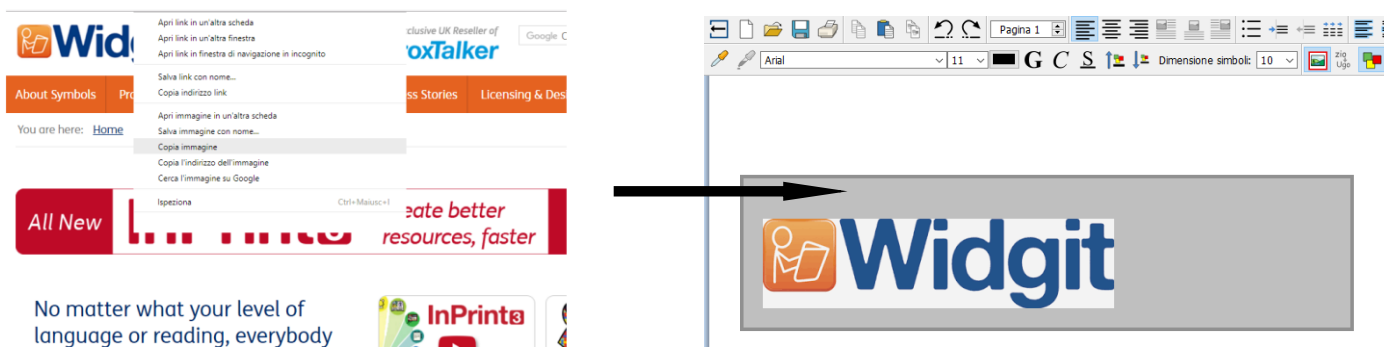 Wid
Apri link in un'altra scheda
Apri link in un'altra finestra
Apri link in finestra di navigazione in incognito
Salva link con nome...
Copia indirizzo link
Apri immagine in un'altra scheda
Salva immagine con nome...
Copia immagine
Copia l'indirizzo dell'immagine
Cerca l'immagine su Google
Ispeziona Ctrl+Maiusc+I
clusive UK Reseller of
oxTalker
Google C
About Symbols Pro ss Stories Licensing & Des
You are here: Home
All New
eate better
resources, faster
No matter what your level of
language or reading, everybody
InPrint3
Pagina 1
Arial 11 G C S Dimensione simboli: 10 zig Ugo
Widgit